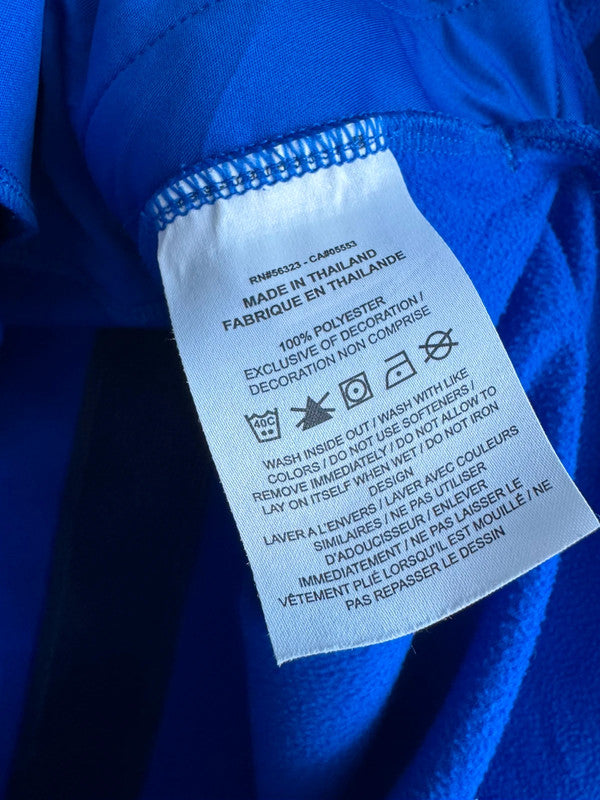 RN#56323 - CA#05553
MADE IN THAILAND
FABRIQUE EN THAILANDE
100% POLYESTER
EXCLUSIVE OF DECORATION /
DECORATION NON COMPRISE
40C
WASH INSIDE OUT / WASH WITH LIKE
COLORS / DO NOT USE SOFTENERS /
REMOVE IMMEDIATELY / DO NOT ALLOW TO
LAY ON ITSELF WHEN WET / DO NOT IRON
DESIGN
LAVER A L'ENVERS / LAVER AVEC COULEURS
SIMILAIRES / NE PAS UTILISER
D'ADOUCISSEUR / ENLEVER
IMMEDIATEMENT / NE PAS LAISSER LE
VÊTEMENT PLIÉ LORSQU'IL EST MOUILLÉ / NE
PAS REPASSER LE DESSIN